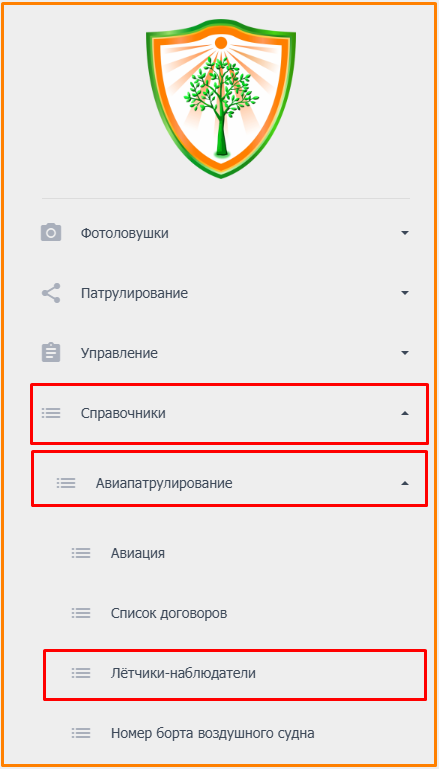 Фотоловушки
Патрулирование
Управление
Справочники
Авиапатрулирование
Авиация
Список договоров
Лётчики-наблюдатели
Номер борта воздушного судна